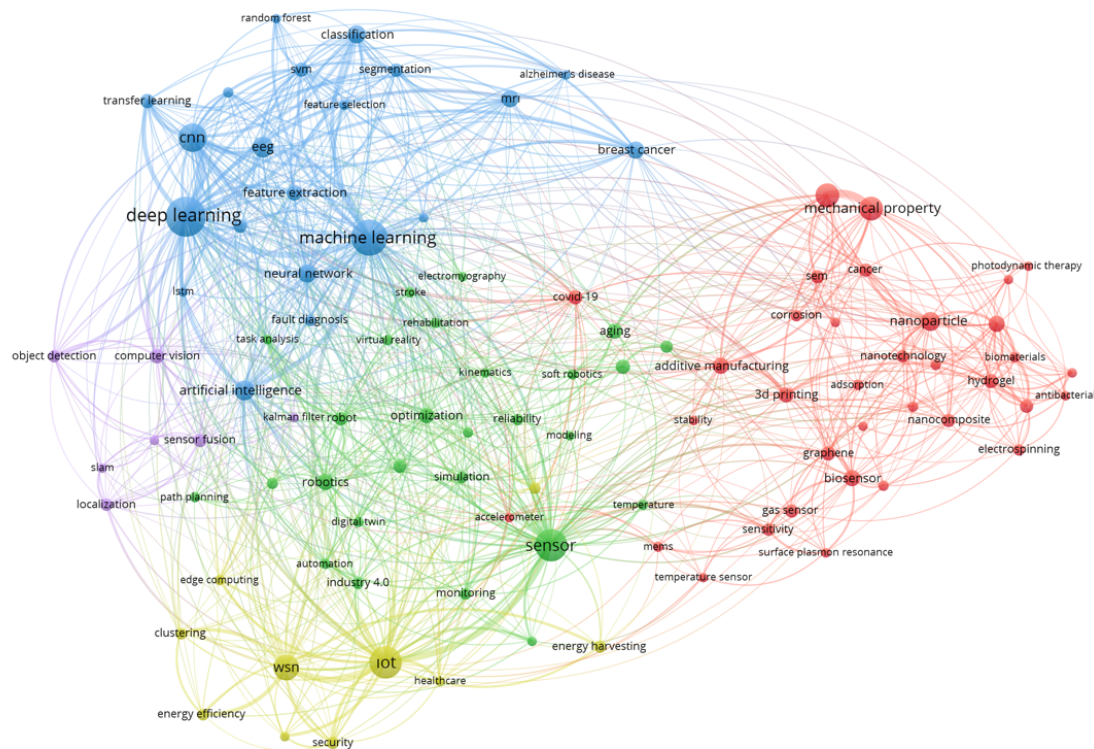 random forest
classification
svm
segmentation
alzheimer's disease
transfer learning
feature selection
mri
cnn
eeg
breast cancer
feature extraction
deep learning
mechanical property
machine learning
neural network
electromyography
sem
cancer
photodynamic therapy
lstm
stroke
covid-19
corrosion
nanoparticle
fault diagnosis
rehabilitation
task analysis
virtual reality
aging
object detection
computer vision
nanotechnology
biomaterials
additive manufacturing
kinematics
soft robotics
adsorption
hydrogel
artificial intelligence
3d printing
antibacterial
kalman filter
robot
optimization
reliability
stability
nanocomposite
sensor fusion
modeling
graphene
electrospinning
slam
robotics
simulation
biosensor
localization
path planning
temperature
gas sensor
digital twin
accelerometer
sensitivity
sensor
mems
surface plasmon resonance
automation
temperature sensor
edge computing
industry 4.0
monitoring
clustering
energy harvesting
wsn
iot
healthcare
energy efficiency
security